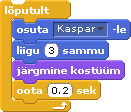 lõputult
osuta Kaspar -le
liigu 3 sammu
järgmine kostüüm
oota 0.2 sek